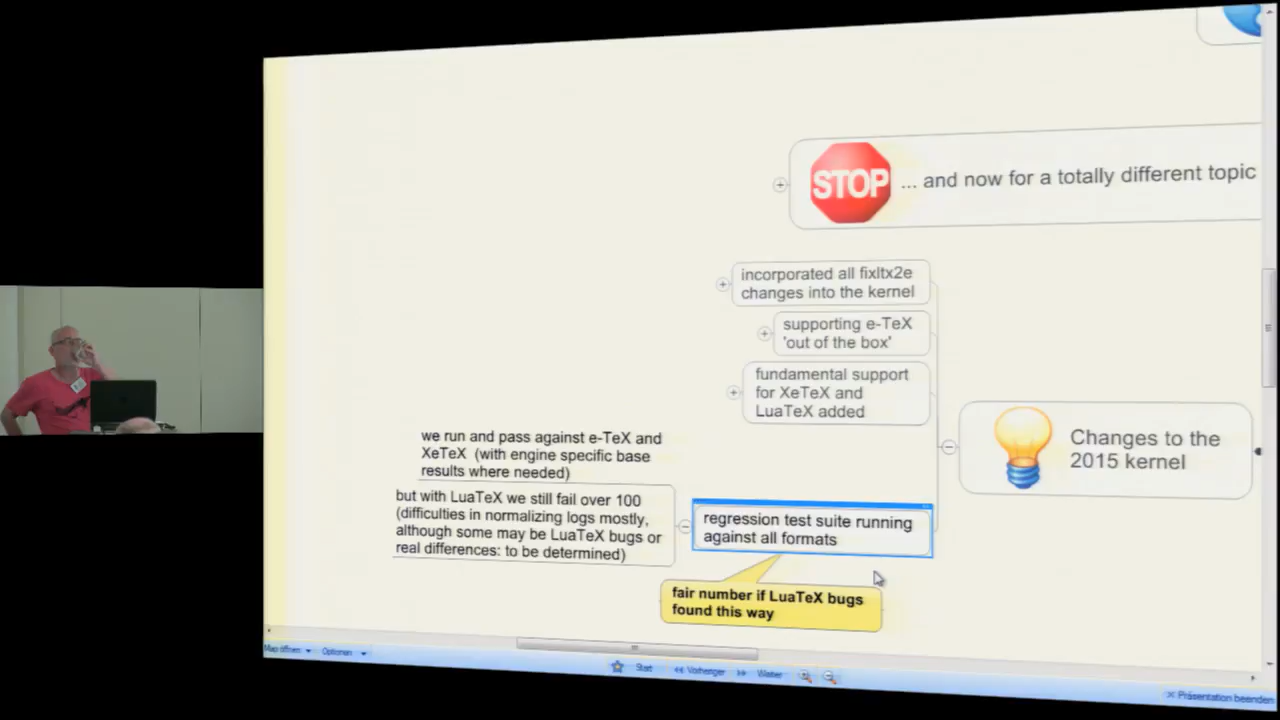 STOP
... and now for a totally different topic
incorporated all fixltx2e
changes into the kernel
supporting e-TeX
'out of the box'
fundamental support
for XeTeX and
LuaTeX added
Changes to the
2015 kernel
we run and pass against e-TeX and
XeTeX (with engine specific base
results where needed)
but with LuaTeX we still fail over 100
(difficulties in normalizing logs mostly,
although some may be LuaTeX bugs or
real differences: to be determined)
regression test suite running
against all formats
fair number if LuaTeX bugs
found this way
Map öffnen
Optionen
Start
Vorheriger
Weiter
Präsentation beenden